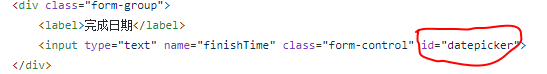 <div class="form-group">
<label>完成日期</label>
<input type="text" name="finishTime" class="form-control" id="datepicker">
</div>